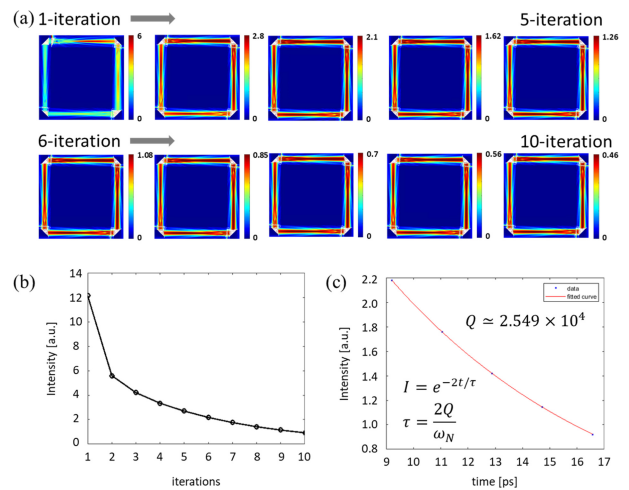 (a) 1-iteration 5-iteration
6 2.8 2.1 1.62 1.26
0 0 0 0 0
6-iteration 10-iteration
1.08 0.85 0.7 0.56 0.46
0 0 0 0 0
(b)
Intensity [a.u.]
14
12
10
8
6
4
2
0
1 2 3 4 5 6 7 8 9 10
iterations
(c)
Intensity [a.u.]
2.2
2.0
1.8
1.6
1.4
1.2
1.0
0.8
data
fitted curve
Q ≃ 2.549 × 10⁴
I = e^{-2t/τ}
τ = 2Q/ω_N
9 10 11 12 13 14 15 16 17
time [ps]